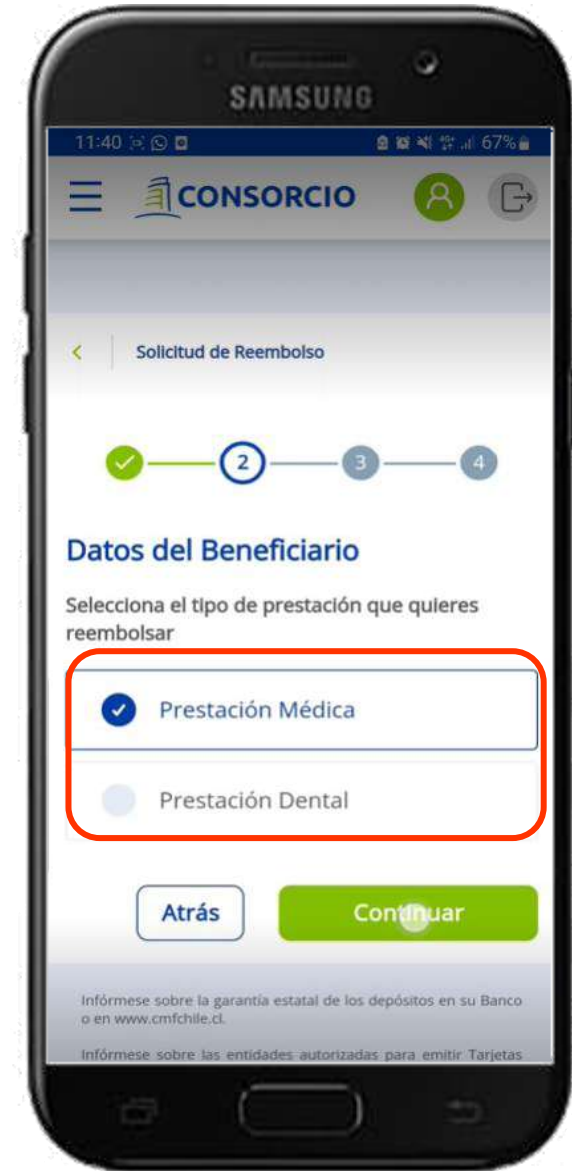 SAMSUNG
11:40 67%
CONSORCIO
Solicitud de Reembolso
2 3 4
Datos del Beneficiario
Selecciona el tipo de prestación que quieres
reembolsar
Prestación Médica
Prestación Dental
Atrás Continuar
Infórmese sobre la garantía estatal de los depósitos en su Banco
o en www.cmfchile.cl.
Infórmese sobre las entidades autorizadas para emitir Tarjetas